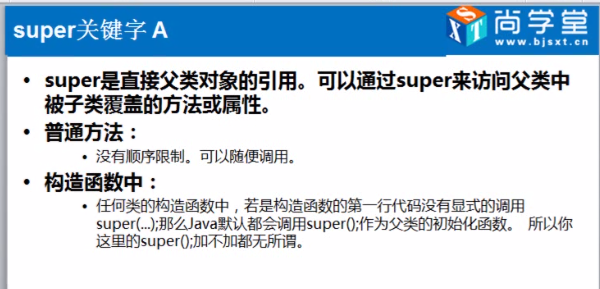 super关键字 A
SXT
尚学堂
www.bjsxt.cn
• super是直接父类对象的引用。可以通过super来访问父类中
被子类覆盖的方法或属性。
• 普通方法：
• 没有顺序限制。可以随便调用。
• 构造函数中：
• 任何类的构造函数中，若是构造函数的第一行代码没有显式的调用
super(...);那么Java默认都会调用super();作为父类的初始化函数。 所以你
这里的super();加不加都无所谓。